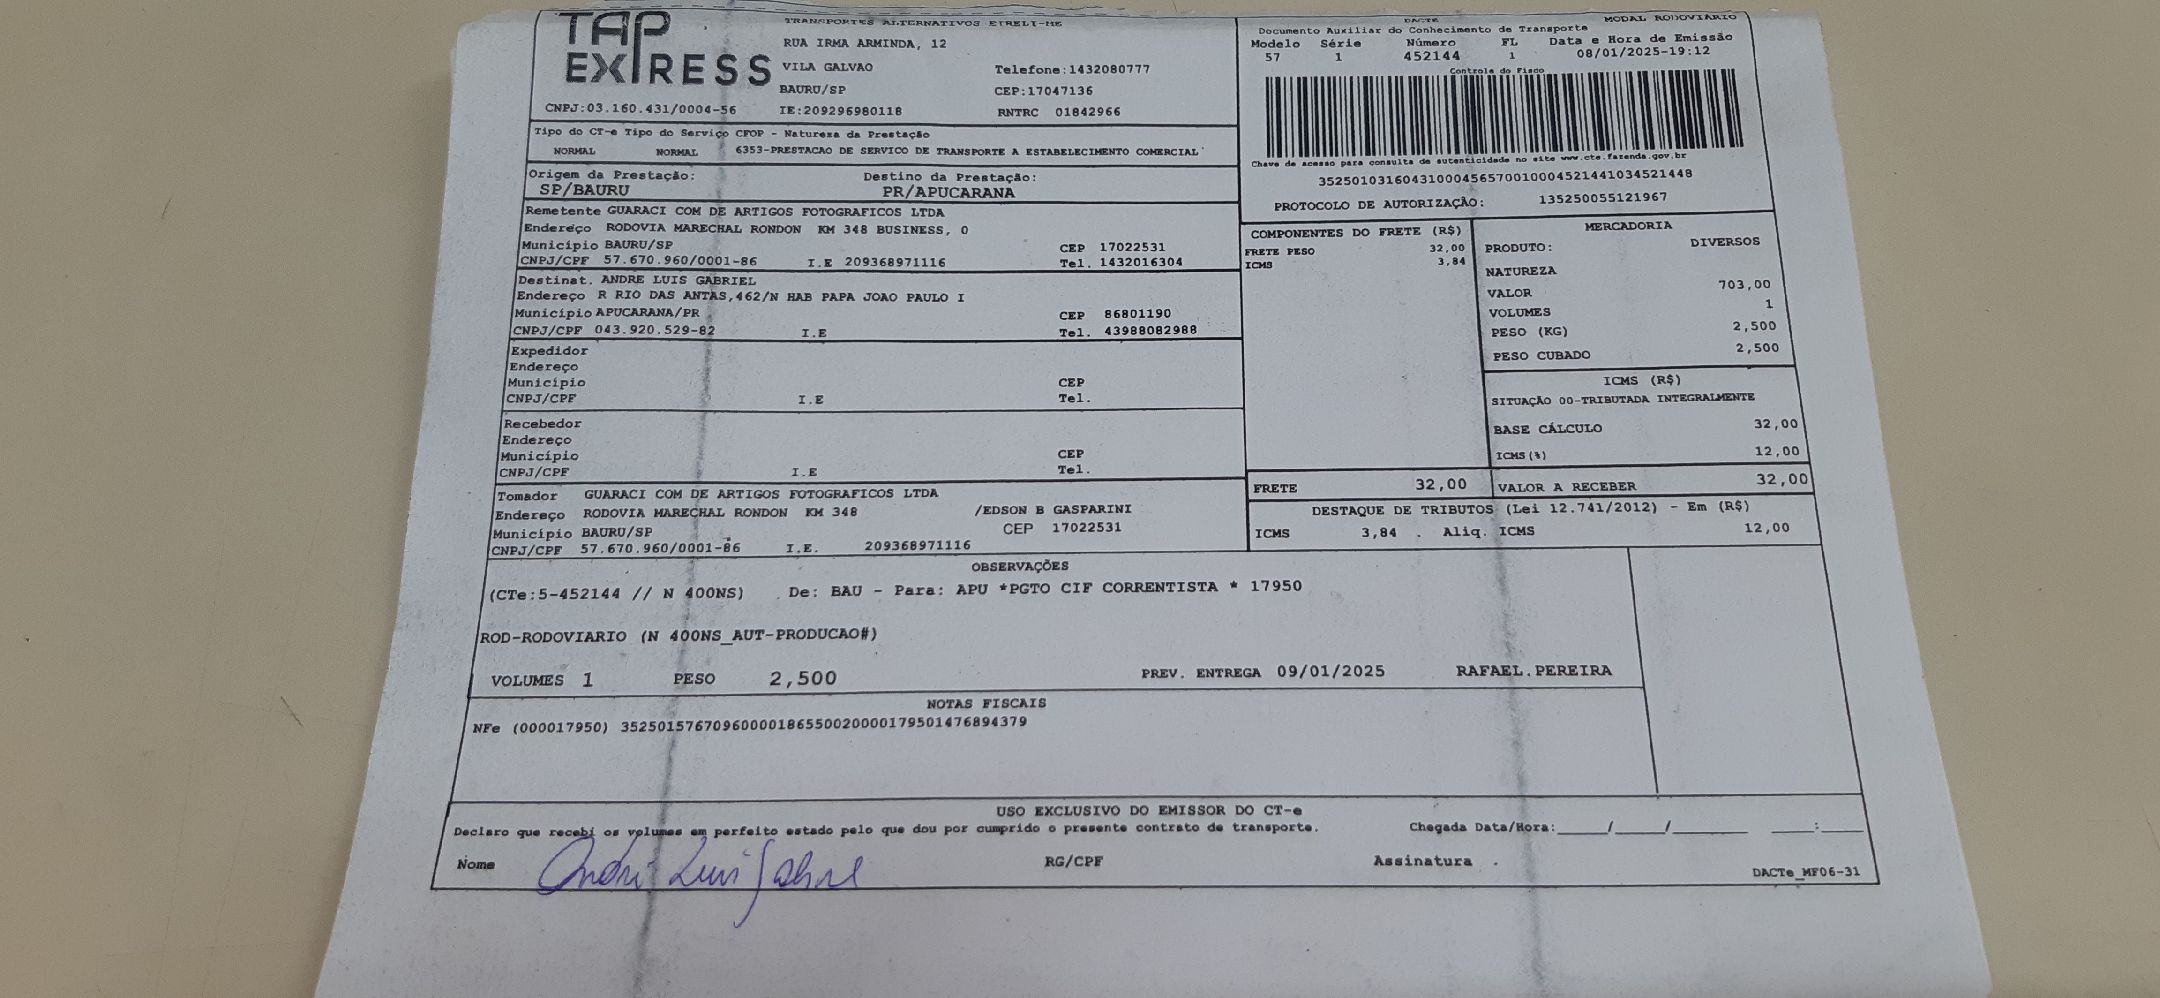 TAP EXPRESS
TRANSPORTES ALTERNATIVOS EIRELI-ME
RUA IRMA ARMINDA, 12
VILA GALVAO Telefone:1432080777
BAURU/SP CEP:17047136
CNPJ:03.160.431/0004-56 IE:209296980118 RNTRC 01842966
DACTE MODAL RODOVIARIO
Documento Auxiliar do Conhecimento de Transporte
Modelo Série Número FL Data e Hora de Emissão
57 1 452144 1 08/01/2025-19:12
Controle do Fisco
Chave de acesso para consulta de autenticidade no site www.cte.fazenda.gov.br
35250103160431000456570010004521441034521448
PROTOCOLO DE AUTORIZAÇÃO: 135250055121967
Tipo do CT-e Tipo do Serviço CFOP - Natureza da Prestação
NORMAL NORMAL 6353-PRESTACAO DE SERVICO DE TRANSPORTE A ESTABELECIMENTO COMERCIAL
Origem da Prestação: Destino da Prestação:
SP/BAURU PR/APUCARANA
Remetente GUARACI COM DE ARTIGOS FOTOGRAFICOS LTDA
Endereço RODOVIA MARECHAL RONDON KM 348 BUSINESS, 0
Município BAURU/SP CEP 17022531
CNPJ/CPF 57.670.960/0001-86 I.E 209368971116 Tel. 1432016304
Destinat. ANDRE LUIS GABRIEL
Endereço R RIO DAS ANTAS,462/N HAB PAPA JOAO PAULO I
Município APUCARANA/PR CEP 86801190
CNPJ/CPF 043.920.529-82 I.E Tel. 43988082988
Expedidor
Endereço
Município CEP
CNPJ/CPF I.E Tel.
Recebedor
Endereço
Município CEP
CNPJ/CPF I.E Tel.
Tomador GUARACI COM DE ARTIGOS FOTOGRAFICOS LTDA
Endereço RODOVIA MARECHAL RONDON KM 348 /EDSON B GASPARINI
Município BAURU/SP CEP 17022531
CNPJ/CPF 57.670.960/0001-86 I.E. 209368971116
COMPONENTES DO FRETE (R$)
FRETE PESO 32,00
ICMS 3,84
MERCADORIA
PRODUTO: DIVERSOS
NATUREZA
VALOR 703,00
VOLUMES 1
PESO (KG) 2,500
PESO CUBADO 2,500
ICMS (R$)
SITUAÇÃO 00-TRIBUTADA INTEGRALMENTE
BASE CÁLCULO 32,00
ICMS(%) 12,00
FRETE 32,00 VALOR A RECEBER 32,00
DESTAQUE DE TRIBUTOS (Lei 12.741/2012) - Em (R$)
ICMS 3,84 . Aliq. ICMS 12,00
OBSERVAÇÕES
(CTe:5-452144 // N 400NS) De: BAU - Para: APU *PGTO CIF CORRENTISTA * 17950
ROD-RODOVIARIO (N 400NS_AUT-PRODUCAO#)
VOLUMES 1 PESO 2,500 PREV. ENTREGA 09/01/2025 RAFAEL.PEREIRA
NOTAS FISCAIS
NFe (000017950) 35250157670960000186550020000179501476894379
USO EXCLUSIVO DO EMISSOR DO CT-e
Declaro que recebi os volumes em perfeito estado pelo que dou por cumprido o presente contrato de transporte. Chegada Data/Hora:_____/_____/________ ____:_____
Nome André Luis RG/CPF Assinatura .
DACTe_MF06-31